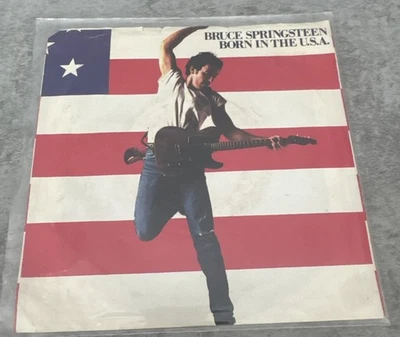 BRUCE SPRINGSTEEN
BORN IN THE U.S.A.